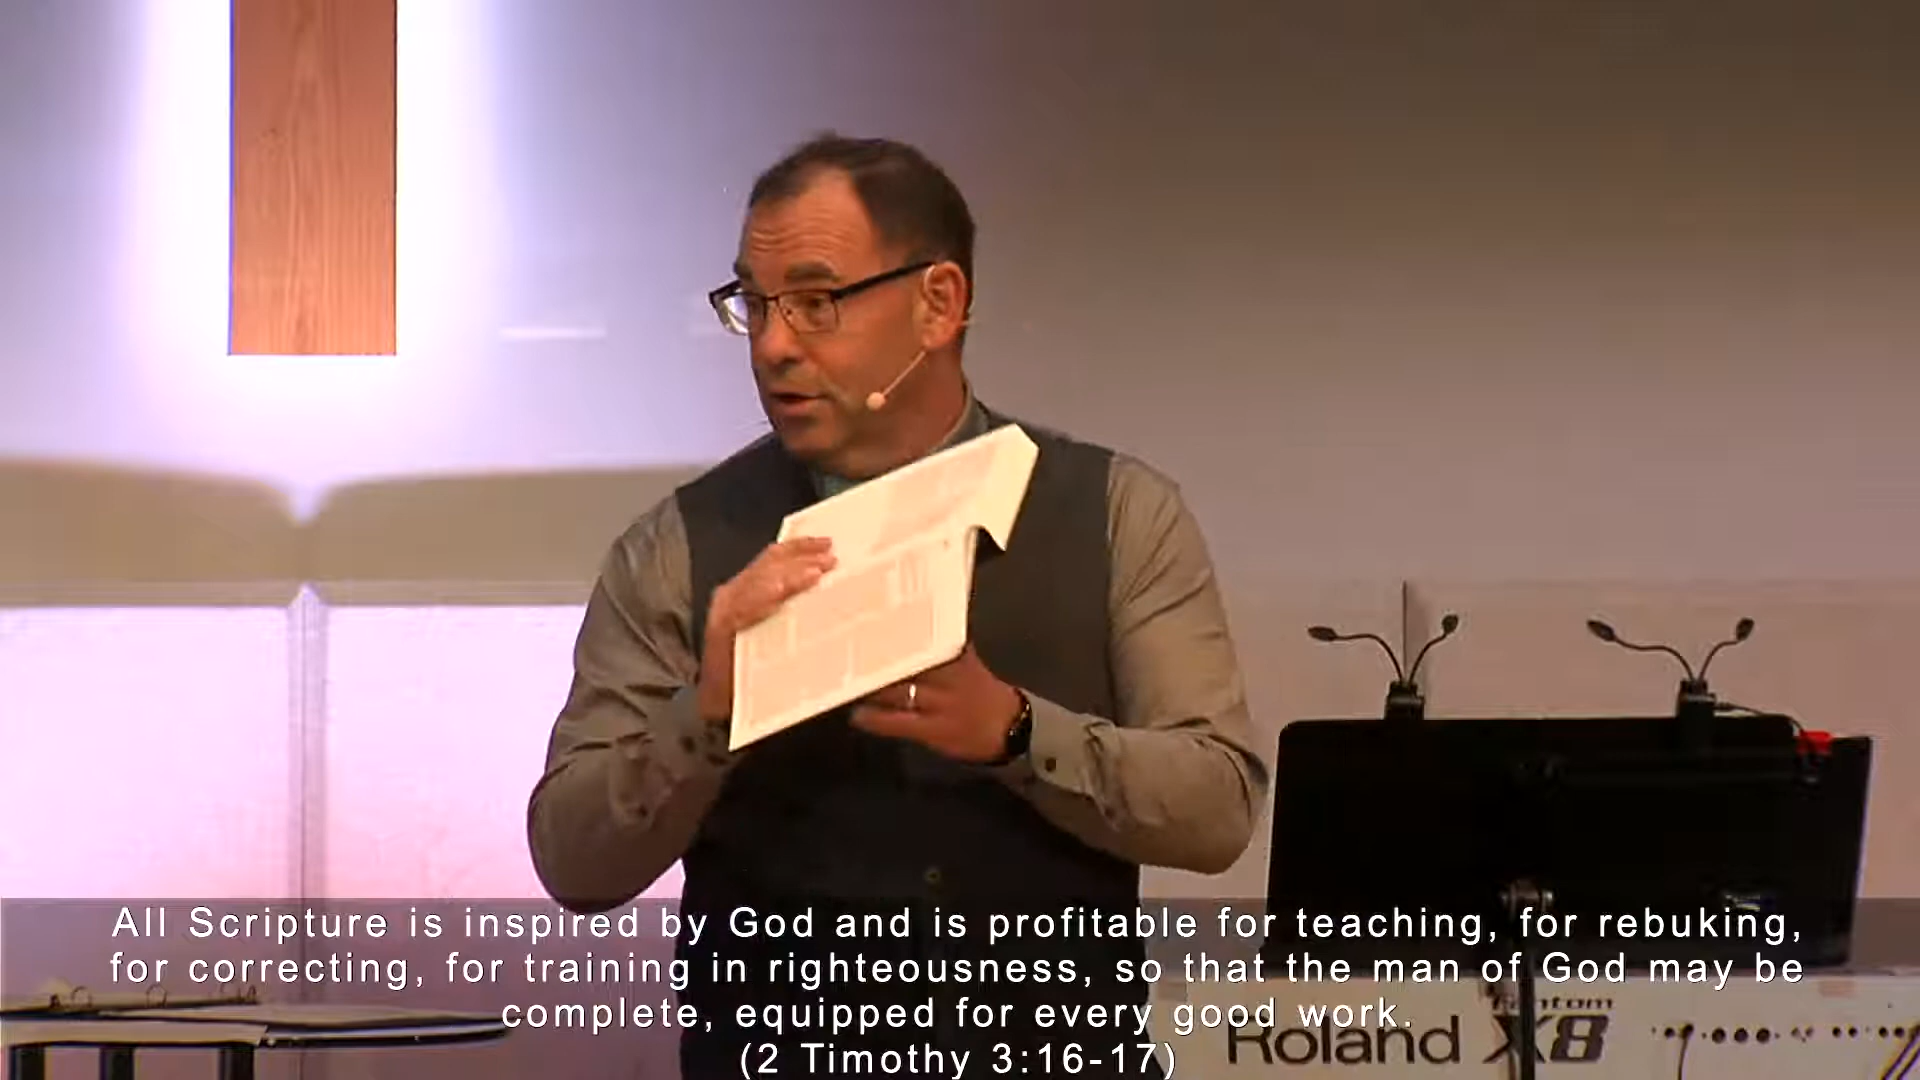 All Scripture is inspired by God and is profitable for teaching, for rebuking,
for correcting, for training in righteousness, so that the man of God may be
complete, equipped for every good work.
(2 Timothy 3:16-17)
Fantom
Roland X8